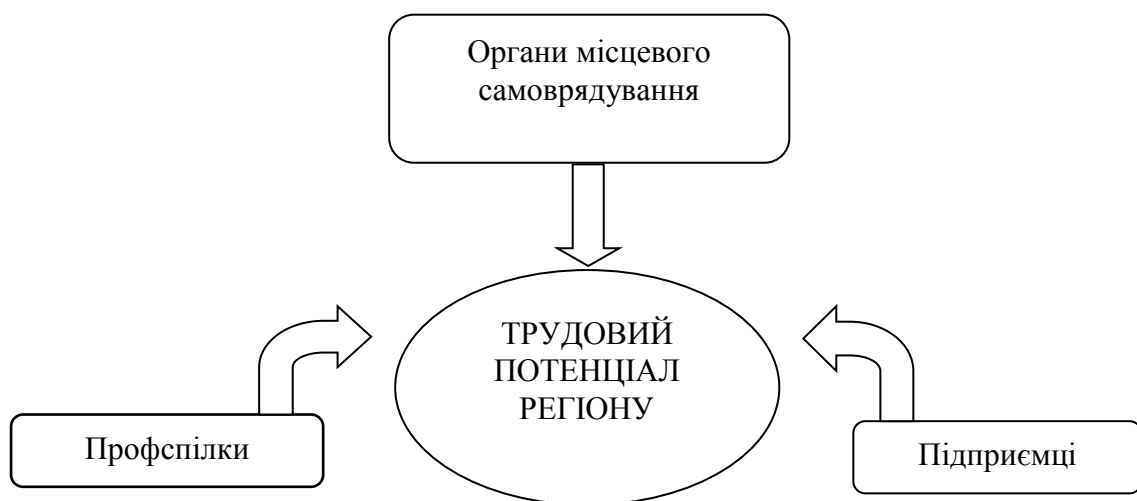 Органи місцевого
самоврядування
ТРУДОВИЙ
ПОТЕНЦІАЛ
РЕГІОНУ
Профспілки
Підприємці